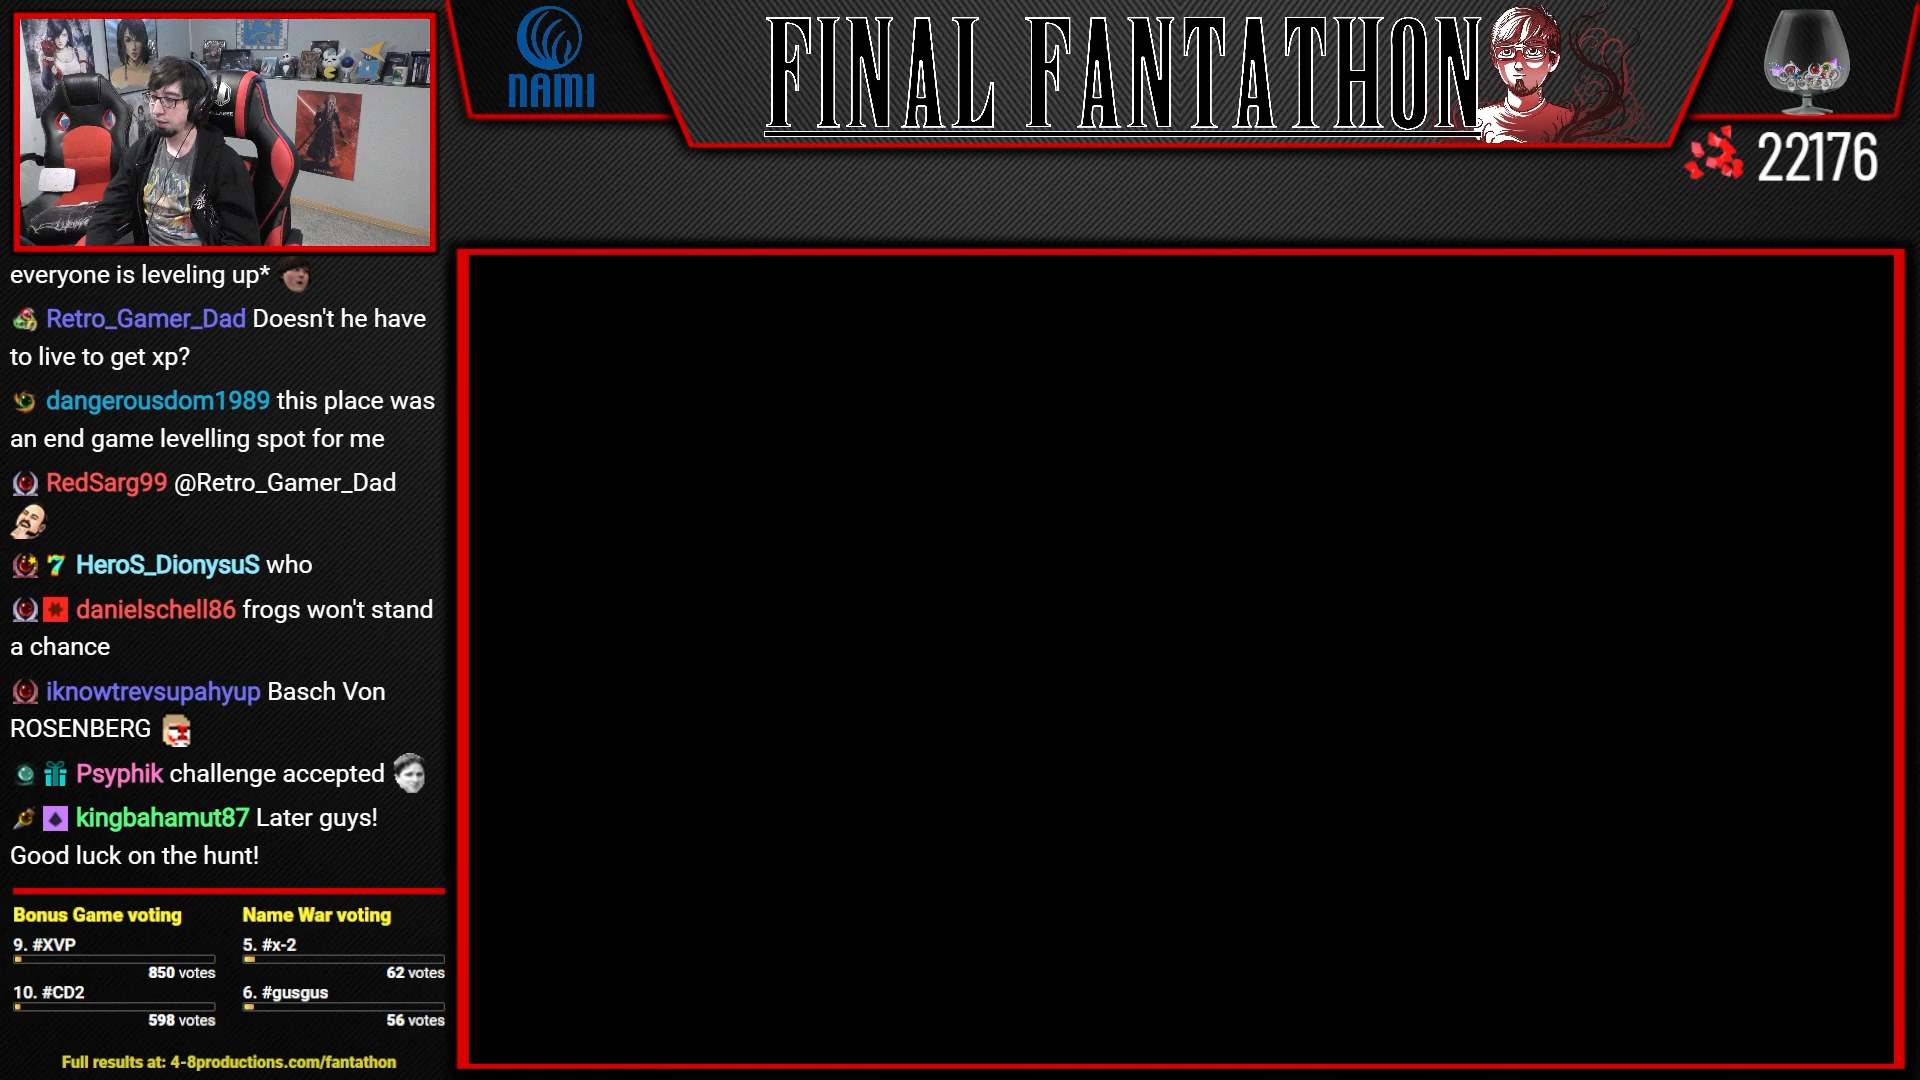 NAMI
FINAL FANTATHON
22176
everyone is leveling up*
Retro_Gamer_Dad Doesn't he have
to live to get xp?
dangerousdom1989 this place was
an end game levelling spot for me
RedSarg99 @Retro_Gamer_Dad
7 HeroS_DionysuS who
danielschell86 frogs won't stand
a chance
iknowtrevsupahyup Basch Von
ROSENBERG
Psyphik challenge accepted
kingbahamut87 Later guys!
Good luck on the hunt!
Bonus Game voting
9. #XVP
850 votes
10. #CD2
598 votes
Name War voting
5. #x-2
62 votes
6. #gusgus
56 votes
Full results at: 4-8productions.com/fantathon